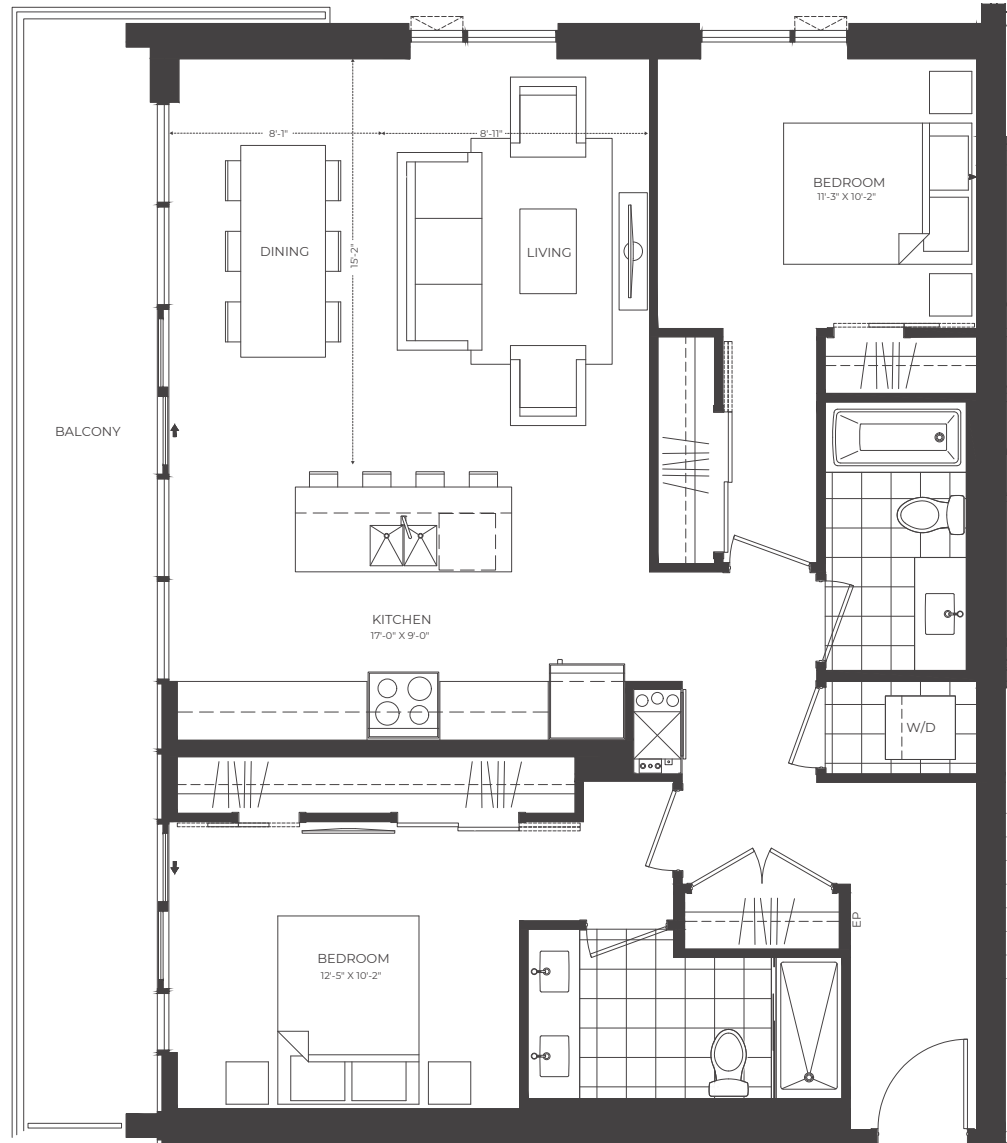 8'-1"
8'-11"
BEDROOM
11'-3" X 10'-2"
DINING
15'-2"
LIVING
BALCONY
KITCHEN
17'-0" X 9'-0"
W/D
EP
BEDROOM
12'-5" X 10'-2"